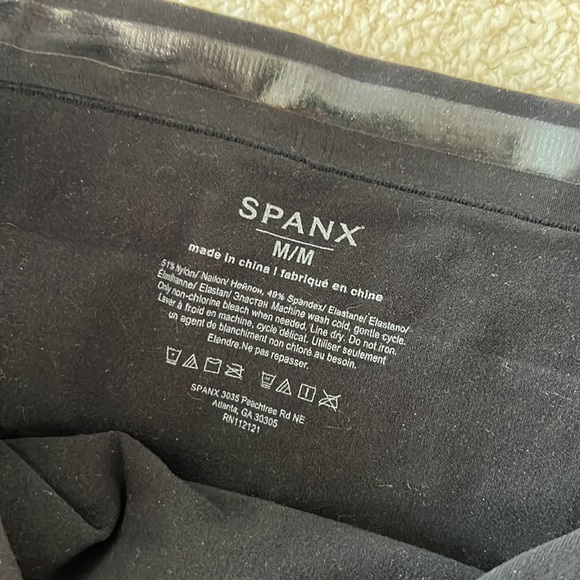 SPANX
M/M
made in china | fabriqué en chine
51% Nylon/ Nailon/ Нейлон, 49% Spandex/ Elastane/ Elastano/
Elasthanne/ Elastan/ Эластан Machine wash cold, gentle cycle.
Only non-chlorine bleach when needed. Line dry. Do not iron.
Laver à froid en machine, cycle délicat. Utiliser seulement
un agent de blanchiment non chloré au besoin.
Etendre.Ne pas repasser.
SPANX 3035 Peachtree Rd NE
Atlanta, GA 30305
RN112121